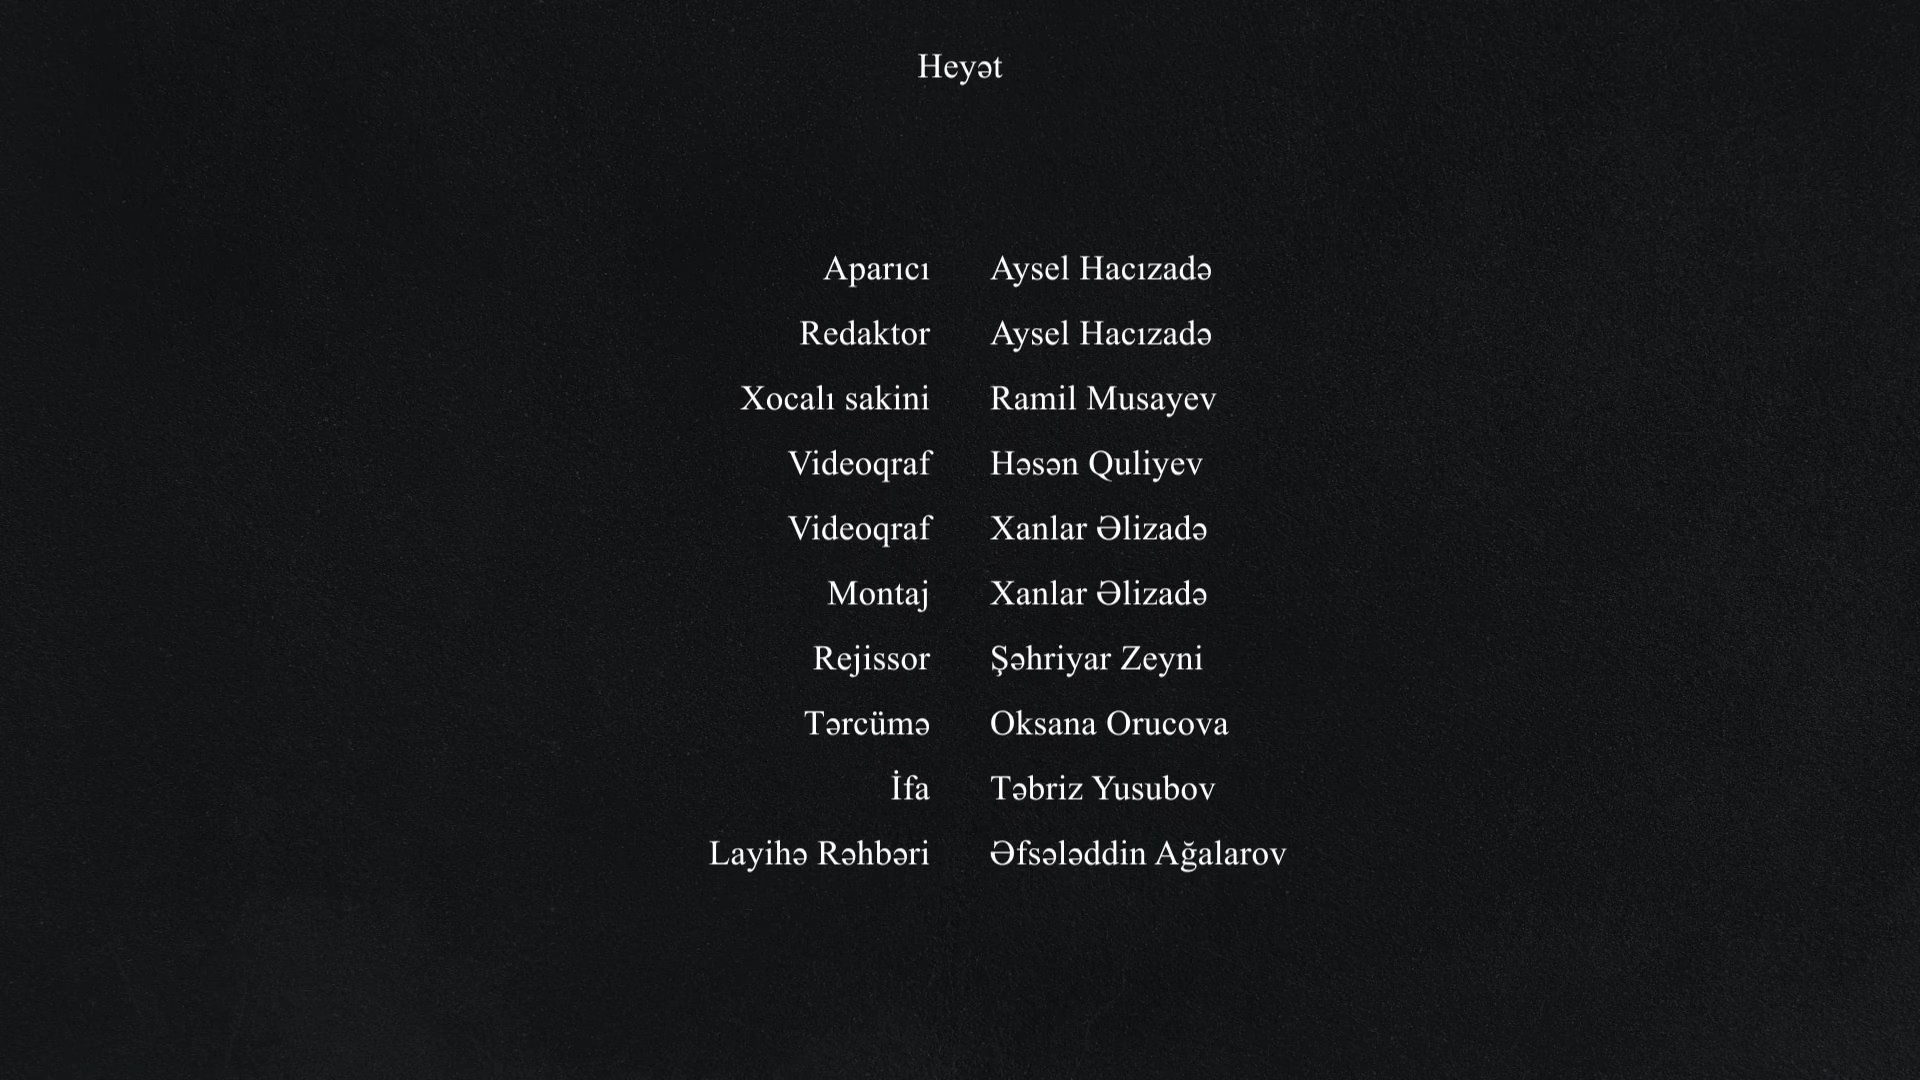 Heyət
Aparıcı Aysel Hacızadə
Redaktor Aysel Hacızadə
Xocalı sakini Ramil Musayev
Videoqraf Həsən Quliyev
Videoqraf Xanlar Əlizadə
Montaj Xanlar Əlizadə
Rejissor Şəhriyar Zeyni
Tərcümə Oksana Orucova
İfa Təbriz Yusubov
Layihə Rəhbəri Əfsələddin Ağalarov